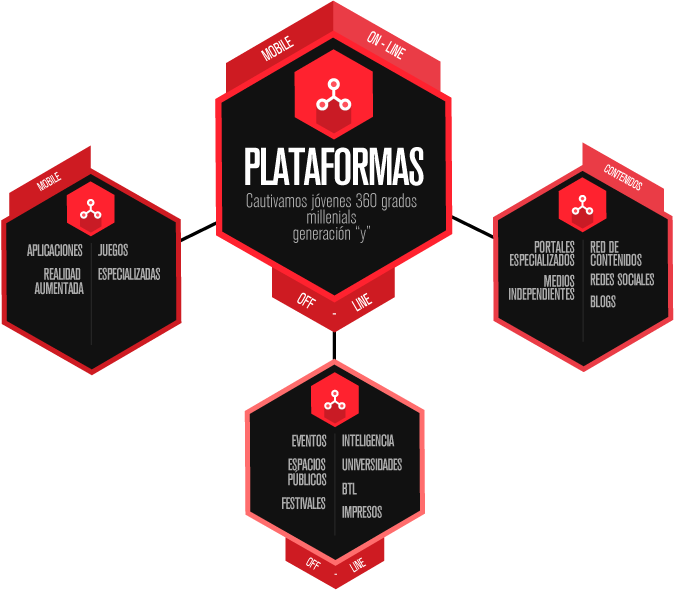 MOBILE
ON - LINE
PLATAFORMAS
Cautivamos jóvenes 360 grados
millenials
generación “y”
OFF - LINE
MOBILE
APLICACIONES
REALIDAD
AUMENTADA
JUEGOS
ESPECIALIZADAS
CONTENIDOS
PORTALES
ESPECIALIZADOS
MEDIOS
INDEPENDIENTES
RED DE
CONTENIDOS
REDES SOCIALES
BLOGS
EVENTOS
ESPACIOS
PÚBLICOS
FESTIVALES
INTELIGENCIA
UNIVERSIDADES
BTL
IMPRESOS
OFF - LINE